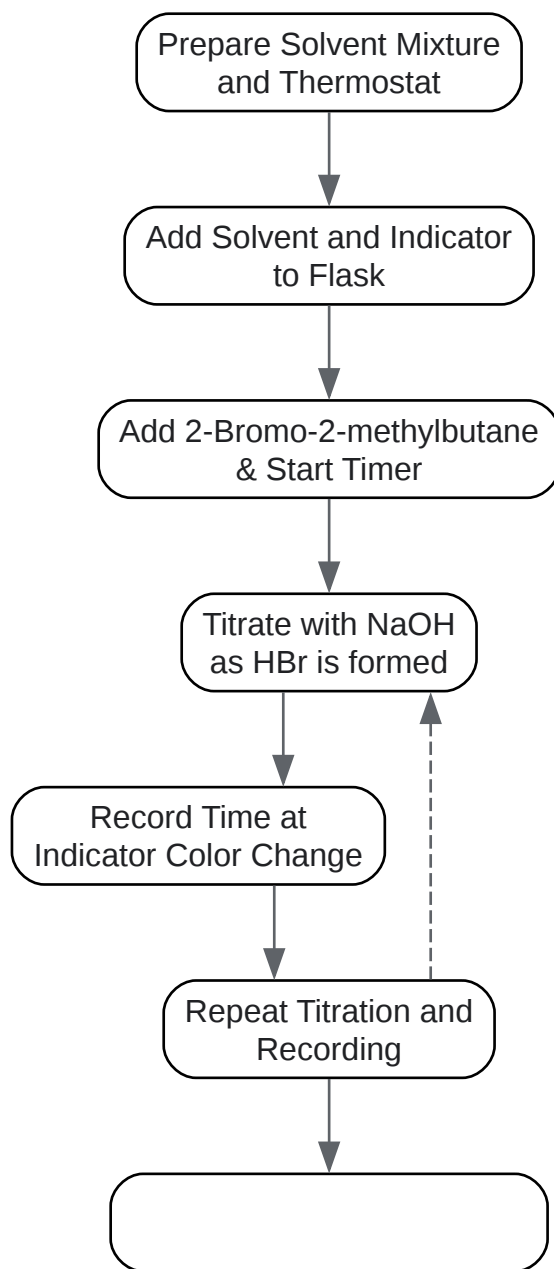 Prepare Solvent Mixture
and Thermostat
Add Solvent and Indicator
to Flask
Add 2-Bromo-2-methylbutane
& Start Timer
Titrate with NaOH
as HBr is formed
Record Time at
Indicator Color Change
Repeat Titration and
Recording